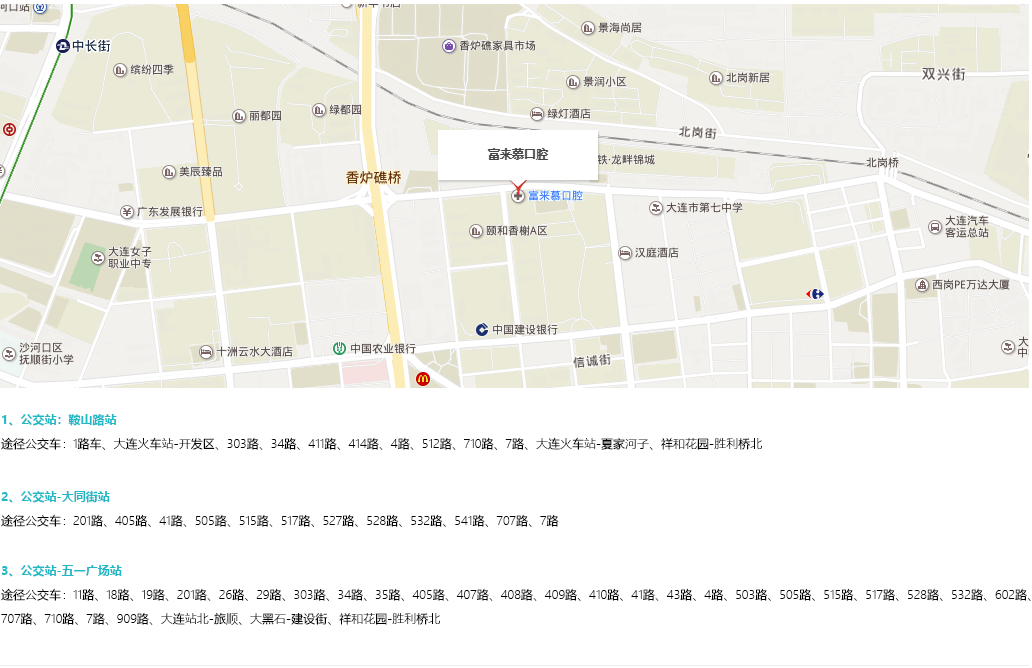 河口站
新华书店
中长街
景海尚居
香炉礁家具市场
缤纷四季
景润小区
北岗新居
双兴街
丽都园
绿都园
绿灯酒店
北岗街
富来慕口腔
铁·龙畔锦城
北岗桥
美辰臻品
香炉礁桥
富来慕口腔
大连市第七中学
广东发展银行
大连汽车
客运总站
颐和香榭A区
大连女子
职业中专
汉庭酒店
西岗PE万达大厦
中国建设银行
沙河口区
抚顺街小学
十洲云水大酒店
中国农业银行
信诚街
1、公交站：鞍山路站
途径公交车：1路车、大连火车站-开发区、303路、34路、411路、414路、4路、512路、710路、7路、大连火车站-夏家河子、祥和花园-胜利桥北
2、公交站-大同街站
途径公交车：201路、405路、41路、505路、515路、517路、527路、528路、532路、541路、707路、7路
3、公交站-五一广场站
途径公交车：11路、18路、19路、201路、26路、29路、303路、34路、35路、405路、407路、408路、409路、410路、41路、43路、4路、503路、505路、515路、517路、528路、532路、602路、
707路、710路、7路、909路、大连站北-旅顺、大黑石-建设街、祥和花园-胜利桥北